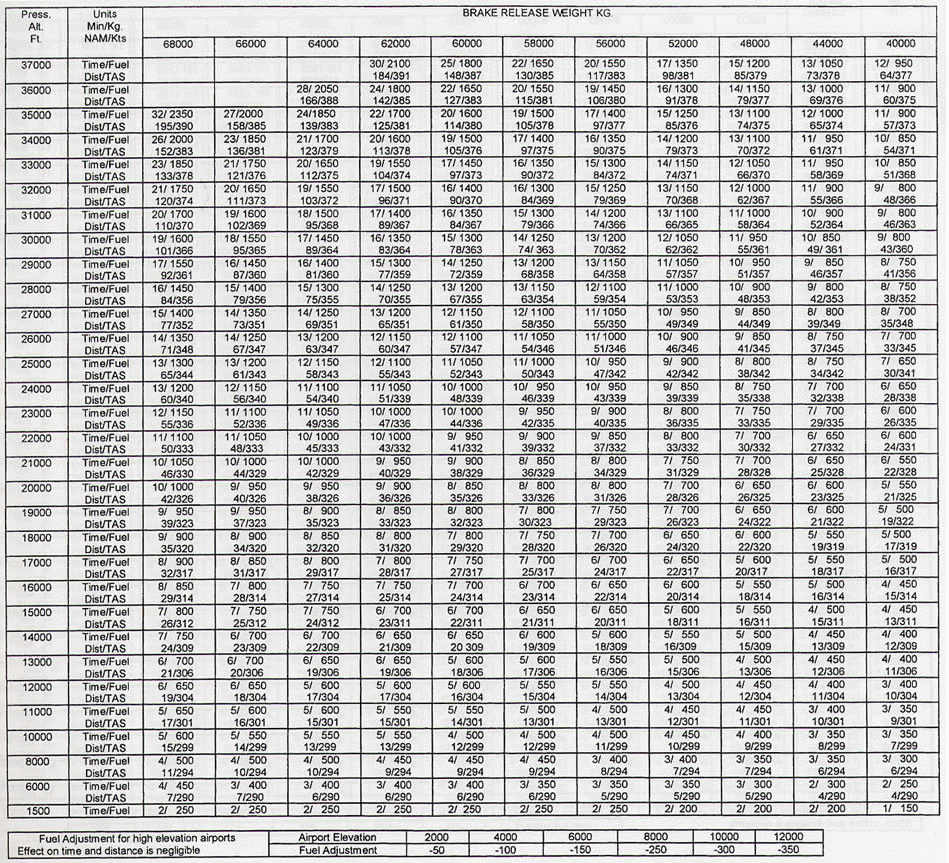 Press. Units BRAKE RELEASE WEIGHT KG.
Alt. Min/Kg.
Ft. NAM/Kts 68000 66000 64000 62000 60000 58000 56000 52000 48000 44000 40000
37000 Time/Fuel 30/ 2100 25/ 1800 22/ 1650 20/ 1550 17/ 1350 15/ 1200 13/ 1050 12/ 950
Dist/TAS 184/391 148/387 130/385 117/383 98/381 85/379 73/378 64/377
36000 Time/Fuel 28/ 2050 24/ 1800 22/ 1650 20/ 1550 19/ 1450 16/ 1300 14/ 1150 13/ 1000 11/ 900
Dist/TAS 166/388 142/385 127/383 115/381 106/380 91/378 79/377 69/376 60/375
35000 Time/Fuel 32/ 2350 27/2000 24/1850 22/ 1700 20/ 1600 19/ 1500 17/ 1400 15/ 1250 13/ 1100 12/ 1000 11/ 900
Dist/TAS 195/390 158/385 139/383 125/381 114/380 105/378 97/377 85/376 74/375 65/374 57/373
34000 Time/Fuel 26/ 2000 23/ 1850 21/ 1700 20/ 1600 19/ 1500 17/ 1400 16/ 1350 14/ 1200 13/ 1100 11/ 950 10/ 850
Dist/TAS 152/383 136/381 123/379 113/378 105/376 97/375 90/375 79/373 70/372 61/371 54/371
33000 Time/Fuel 23/ 1850 21/ 1750 20/ 1650 19/ 1550 17/ 1450 16/ 1350 15/ 1300 14/ 1150 12/ 1050 11/ 950 10/ 850
Dist/TAS 133/378 121/376 112/375 104/374 97/373 90/372 84/372 74/371 66/370 58/369 51/368
32000 Time/Fuel 21/ 1750 20/ 1650 19/ 1550 17/ 1500 16/ 1400 16/ 1300 15/ 1250 13/ 1150 12/ 1000 11/ 900 9/ 800
Dist/TAS 120/374 111/373 103/372 96/371 90/370 84/369 79/369 70/368 62/367 55/366 48/366
31000 Time/Fuel 20/ 1700 19/ 1600 18/ 1500 17/ 1400 16/ 1350 15/ 1300 14/ 1200 13/ 1100 11/ 1000 10/ 900 9/ 800
Dist/TAS 110/370 102/369 95/368 89/367 84/367 79/366 74/366 66/365 58/364 52/364 46/363
30000 Time/Fuel 19/ 1600 18/ 1550 17/ 1450 16/ 1350 15/ 1300 14/ 1250 13/ 1200 12/ 1050 11/ 950 10/ 850 9/ 800
Dist/TAS 101/366 95/365 89/364 83/364 78/363 74/ 363 70/362 62/362 55/361 49/ 361 43/360
29000 Time/Fuel 17/ 1550 16/ 1450 16/ 1400 15/ 1300 14/ 1250 13/ 1200 13/ 1150 11/ 1050 10/ 950 9/ 850 8/ 750
Dist/TAS 92/361 87/360 81/360 77/359 72/359 68/358 64/358 57/357 51/357 46/357 41/356
28000 Time/Fuel 16/ 1450 15/ 1400 15/ 1300 14/ 1250 13/ 1200 13/ 1150 12/ 1100 11/ 1000 10/ 900 9/ 800 8/ 750
Dist/TAS 84/356 79/356 75/355 70/355 67/355 63/354 59/354 53/353 48/353 42/353 38/352
27000 Time/Fuel 15/ 1400 14/ 1350 14/ 1250 13/ 1200 12/ 1150 12/ 1100 11/ 1050 10/ 950 9/ 850 8/ 800 8/ 700
Dist/TAS 77/352 73/351 69/351 65/351 61/350 58/350 55/350 49/349 44/349 39/349 35/348
26000 Time/Fuel 14/ 1350 13/ 1250 13/ 1200 12/ 1150 12/ 1100 11/ 1050 11/ 1000 10/ 900 9/ 850 8/ 750 7/ 700
Dist/TAS 71/348 67/347 63/347 60/347 57/347 54/346 51/346 46/346 41/345 37/345 33/345
25000 Time/Fuel 13/ 1300 13/ 1200 12/ 1150 12/ 1100 11/ 1050 11/ 1000 10/ 950 9/ 900 8/ 800 8/ 750 7/ 650
Dist/TAS 65/344 61/343 58/343 55/343 52/343 50/343 47/342 42/342 38/342 34/342 30/341
24000 Time/Fuel 13/ 1200 12/ 1150 11/ 1100 11/ 1050 10/ 1000 10/ 950 10/ 950 9/ 850 8/ 750 7/ 700 6/ 650
Dist/TAS 60/340 56/340 54/340 51/339 48/339 46/339 43/339 39/339 35/338 32/338 28/338
23000 Time/Fuel 12/ 1150 11/ 1100 11/ 1050 10/ 1000 10/ 1000 9/ 950 9/ 900 8/ 800 7/ 750 7/ 700 6/ 600
Dist/TAS 55/336 52/336 49/336 47/336 44/336 42/335 40/335 36/335 33/335 29/335 26/335
22000 Time/Fuel 11/ 1100 11/ 1050 10/ 1000 10/ 1000 9/ 950 9/ 900 9/ 850 8/ 800 7/ 700 6/ 650 6/ 600
Dist/TAS 50/333 48/333 45/333 43/332 41/332 39/332 37/332 33/332 30/332 27/332 24/331
21000 Time/Fuel 10/ 1050 10/ 1000 10/ 1000 9/ 950 9/ 900 8/ 850 8/ 800 7/ 750 7/ 700 6/ 650 6/ 550
Dist/TAS 46/330 44/329 42/329 40/329 38/329 36/329 34/329 31/329 28/328 25/328 22/328
20000 Time/Fuel 10/ 1000 9/ 950 9/ 950 9/ 900 8/ 850 8/ 800 8/ 800 7/ 700 6/ 650 6/ 600 5/ 550
Dist/TAS 42/326 40/326 38/326 36/326 35/326 33/326 31/326 28/326 26/325 23/325 21/325
19000 Time/Fuel 9/ 950 9/ 950 8/ 900 8/ 850 8/ 800 7/ 800 7/ 750 7/ 700 6/ 650 6/ 600 5/ 500
Dist/TAS 39/323 37/323 35/323 33/323 32/323 30/323 29/323 26/323 24/322 21/322 19/322
18000 Time/Fuel 9/ 900 8/ 900 8/ 850 8/ 800 7/ 800 7/ 750 7/ 700 6/ 650 6/ 600 5/ 550 5/ 500
Dist/TAS 35/320 34/320 32/320 31/320 29/320 28/320 26/320 24/320 22/320 19/319 17/319
17000 Time/Fuel 8/ 900 8/ 850 8/ 800 7/ 800 7/ 750 7/ 700 6/ 700 6/ 650 5/ 600 5/ 550 5/ 500
Dist/TAS 32/317 31/317 29/317 28/317 27/317 25/317 24/317 22/317 20/317 18/317 16/317
16000 Time/Fuel 8/ 850 7/ 800 7/ 750 7/ 750 7/ 700 6/ 700 6/ 650 6/ 600 5/ 550 5/ 500 4/ 450
Dist/TAS 29/314 28/314 27/314 25/314 24/314 23/314 22/314 20/314 18/314 16/314 15/314
15000 Time/Fuel 7/ 800 7/ 750 7/ 750 6/ 700 6/ 700 6/ 650 6/ 650 5/ 600 5/ 550 4/ 500 4/ 450
Dist/TAS 26/312 25/312 24/312 23/311 22/311 21/311 20/311 18/311 16/311 15/311 13/311
14000 Time/Fuel 7/ 750 6/ 700 6/ 700 6/ 650 6/ 650 6/ 600 5/ 600 5/ 550 5/ 500 4/ 450 4/ 400
Dist/TAS 24/309 23/309 22/309 21/309 20 309 19/309 18/309 16/309 15/309 13/309 12/309
13000 Time/Fuel 6/ 700 6/ 700 6/ 650 6/ 600 5/ 600 5/ 600 5/ 550 5/ 500 4/ 500 4/ 450 4/ 400
Dist/TAS 21/306 20/306 19/306 19/306 18/306 17/306 16/306 15/306 13/306 12/306 11/306
12000 Time/Fuel 6/ 650 6/ 650 5/ 600 5/ 600 5/ 600 5/ 550 5/ 550 4/ 500 4/ 450 4/ 400 3/ 400
Dist/TAS 19/304 18/304 17/304 17/304 16/304 15/304 14/304 13/304 12/304 11/304 10/304
11000 Time/Fuel 5/ 650 5/ 600 5/ 600 5/ 550 5/ 550 5/ 500 4/ 500 4/ 450 4/ 450 3/ 400 3/ 350
Dist/TAS 17/301 16/301 15/301 15/301 14/301 13/301 13/301 12/301 11/301 10/301 9/301
10000 Time/Fuel 5/ 600 5/ 550 5/ 550 5/ 550 4/ 500 4/ 500 4/ 500 4/ 450 4/ 400 3/ 350 3/ 350
Dist/TAS 15/299 14/299 13/299 13/299 12/299 12/299 11/299 10/299 9/299 8/299 7/299
8000 Time/Fuel 4/ 500 4/ 500 4/ 500 4/ 450 4/ 450 4/ 450 3/ 400 3/ 400 3/ 350 3/ 350 3/ 300
Dist/TAS 11/294 10/294 10/294 9/294 9/294 9/294 8/294 7/294 7/294 6/294 6/294
6000 Time/Fuel 4/ 450 3/ 400 3/ 400 3/ 400 3/ 400 3/ 350 3/ 350 3/ 350 3/ 300 2/ 300 2/ 250
Dist/TAS 7/290 7/290 6/290 6/290 6/290 6/290 5/290 5/290 5/290 4/290 4/290
1500 Time/Fuel 2/ 250 2/ 250 2/ 250 2/ 250 2/ 250 2/ 250 2/ 250 2/ 200 2/ 200 2/ 200 1/ 150
Fuel Adjustment for high elevation airports Airport Elevation 2000 4000 6000 8000 10000 12000
Effect on time and distance is negligible Fuel Adjustment -50 -100 -150 -250 -300 -350